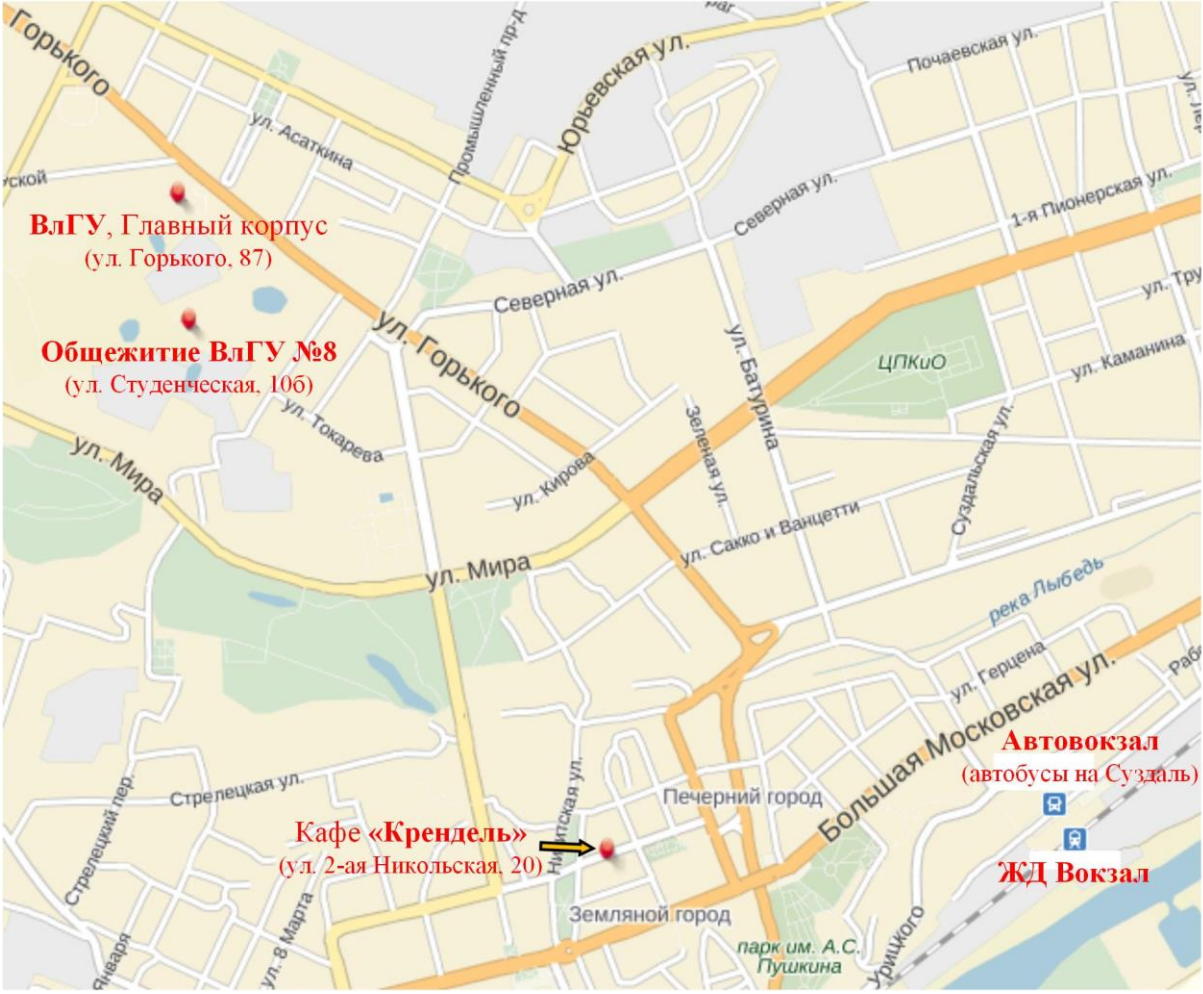 Горького
Промышленный пр-д
Юрьевская ул.
Почаевская ул.
ул. Асаткина
Северная ул.
1-я Пионерская ул.
ВлГУ, Главный корпус
(ул. Горького, 87)
Северная ул.
ул. Горького
ул. Батурина
ЦПКиО
ул. Каманина
Общежитие ВлГУ №8
(ул. Студенческая, 10б)
ул. Токарева
ул. Мира
ул. Кирова
Зеленая ул.
Суздальская ул.
ул. Сакко и Ванцетти
ул. Мира
река Лыбедь
ул. Герцена
Большая Московская ул.
Автовокзал
(автобусы на Суздаль)
Стрелецкая ул.
Стрелецкий пер.
Никитская ул.
Печерний город
Кафе «Крендель»
(ул. 2-ая Никольская, 20)
ЖД Вокзал
ул. 8 Марта
Земляной город
парк им. А.С.
Пушкина
Урицкого
Января